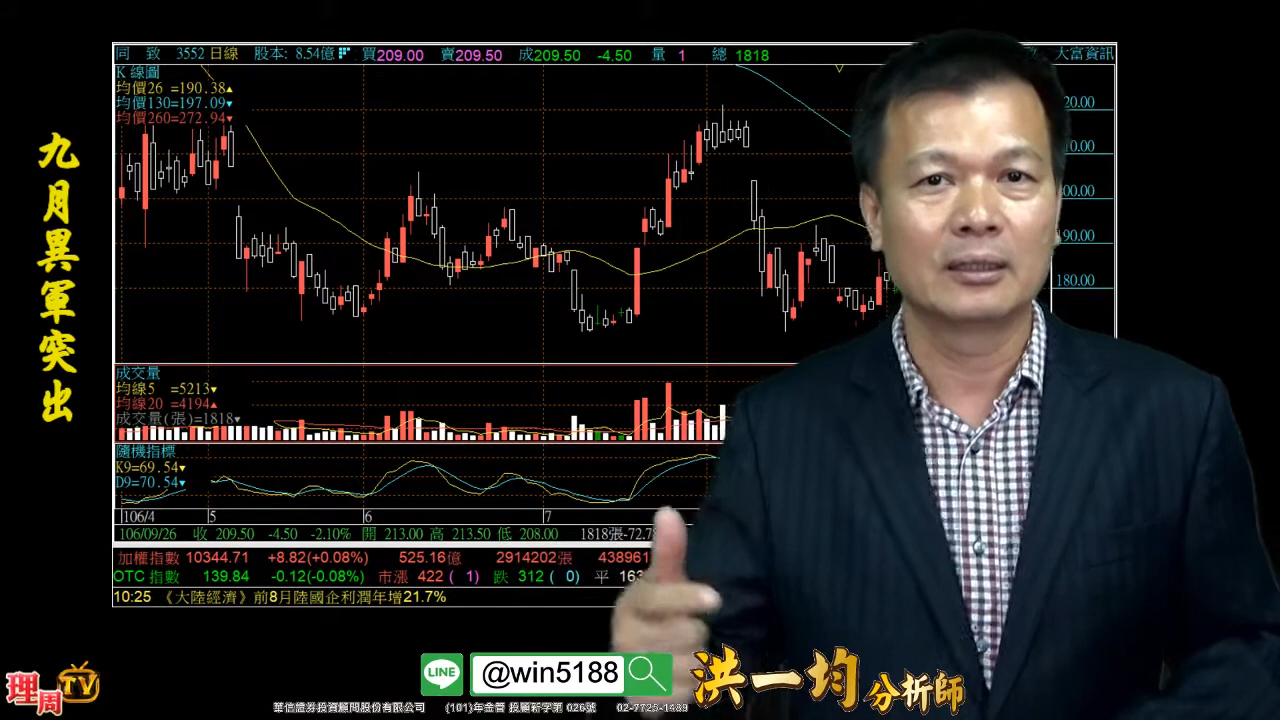 同 致 3552 日線 股本: 8.54億 買209.00 賣209.50 成209.50 -4.50 量 1 總 1818 大富資訊
K 線圖
均價26 =190.38▲
均價130=197.09▼
均價260=272.94▼
20.00
10.00
00.00
190.00
180.00
九月異軍突出
成交量
均線5 =5213▼
均線20 =4194▲
成交量(張)=1818▼
隨機指標
K9=69.54▼
D9=70.54▼
106/4 5 6 7
106/09/26 收 209.50 -4.50 -2.10% 開 213.00 高 213.50 低 208.00 1818張-72.78
加權指數 10344.71 +8.82(+0.08%) 525.16億 2914202張 438961
OTC 指數 139.84 -0.12(-0.08%) 市漲 422 ( 1) 跌 312 ( 0) 平 163
10:25 《大陸經濟》前8月陸國企利潤年增21.7%
理周TV
LINE @win5188
洪一均 分析師
華信證券投資顧問股份有限公司 (101)年金管 投顧新字第 026號 02-7725-1489